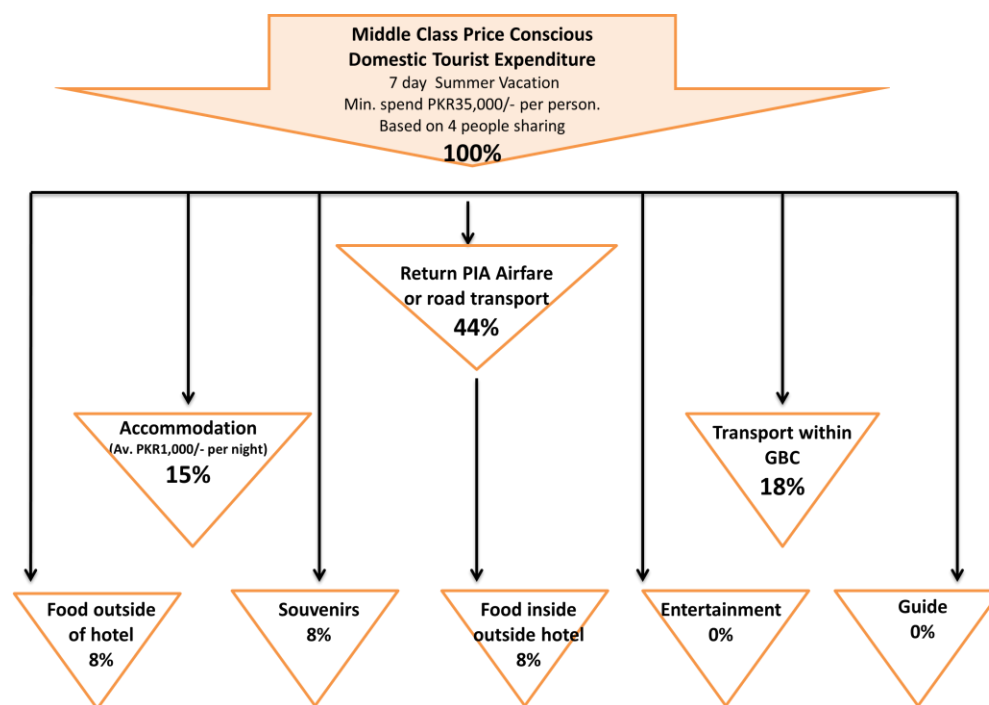 Middle Class Price Conscious
Domestic Tourist Expenditure
7 day Summer Vacation
Min. spend PKR35,000/- per person.
Based on 4 people sharing
100%
Return PIA Airfare
or road transport
44%
Accommodation
(Av. PKR1,000/- per night)
15%
Transport within
GBC
18%
Food outside
of hotel
8%
Souvenirs
8%
Food inside
outside hotel
8%
Entertainment
0%
Guide
0%